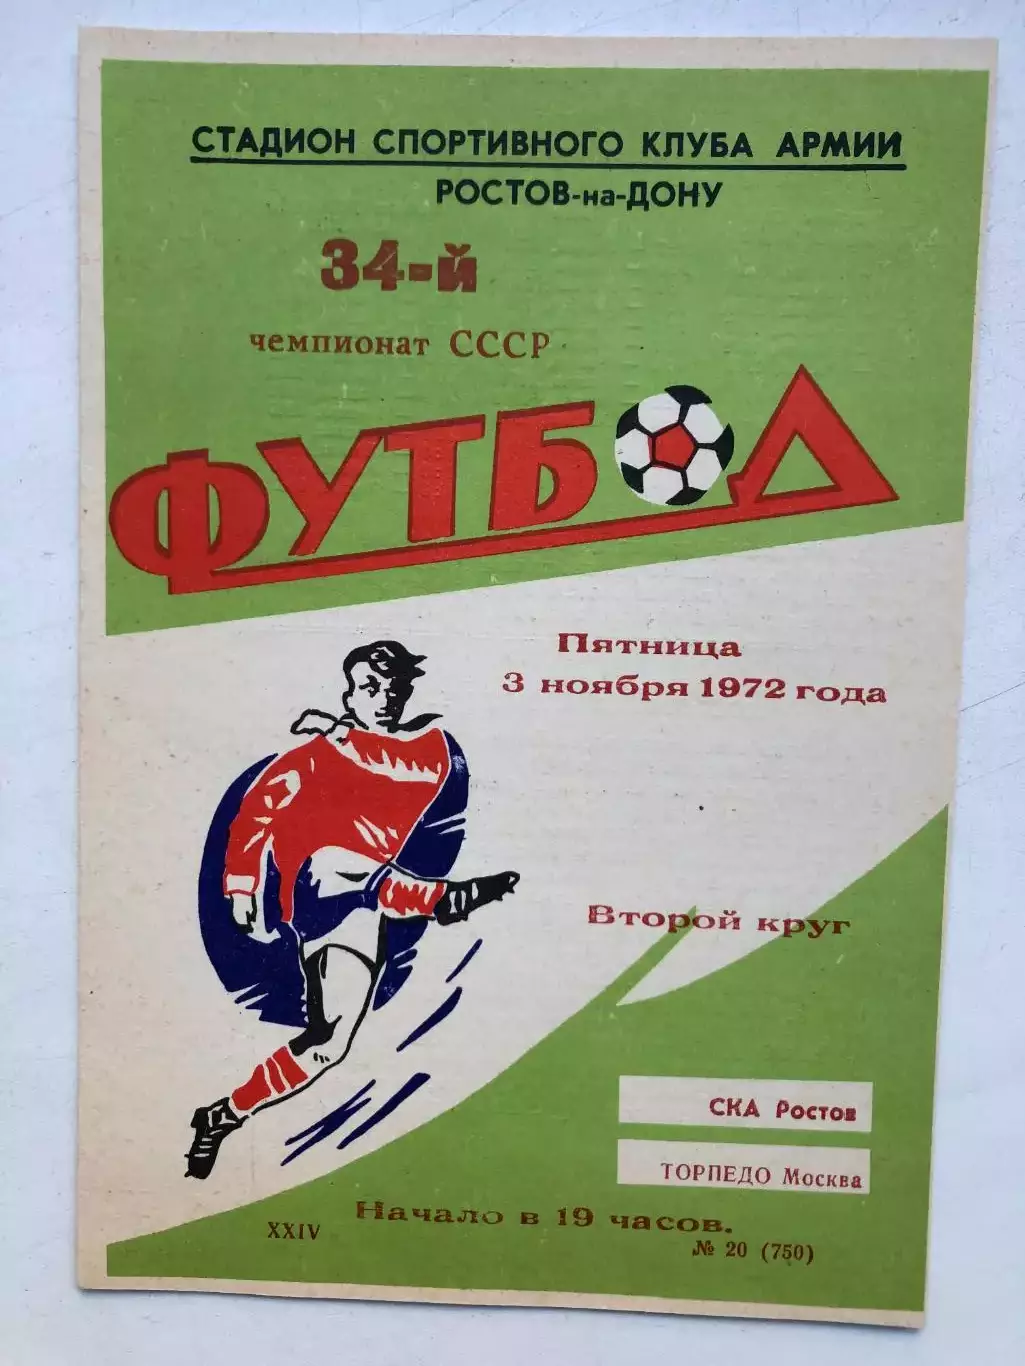 СТАДИОН СПОРТИВНОГО КЛУБА АРМИИ
РОСТОВ-на-ДОНУ
34-й
чемпионат СССР
ФУТБОЛ
Пятница
3 ноября 1972 года
Второй круг
СКА Ростов
ТОРПЕДО Москва
Начало в 19 часов.
XXIV
№ 20 (750)